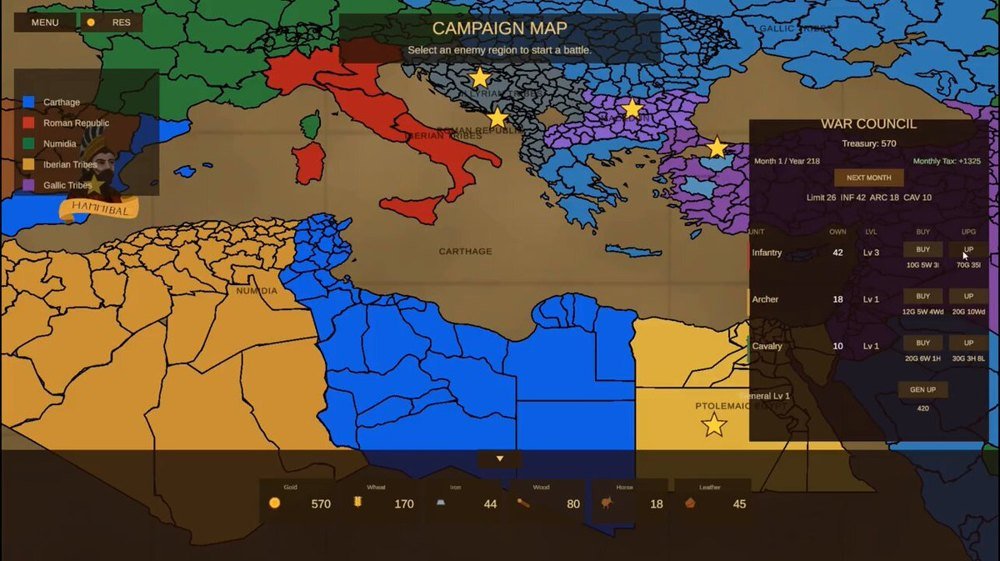 MENU
RES
CAMPAIGN MAP
Select an enemy region to start a battle.
GALLIC TRIBES
Carthage
Roman Republic
Numidia
Iberian Tribes
Gallic Tribes
HANNIBAL
ILLYRIAN TRIBES
ROMAN REPUBLIC
IBERIAN TRIBES
CARTHAGE
NUMIDIA
PTOLEMAIC EGYPT
WAR COUNCIL
Treasury: 570
Month 1 / Year 218
Monthly Tax: +1325
NEXT MONTH
Limit 26 INF 42 ARC 18 CAV 10
UNIT OWN LVL BUY UPG
Infantry 42 Lv 3 BUY UP
10G 5W 3I 70G 35I
Archer 18 Lv 1 BUY UP
12G 5W 4Wd 20G 10Wd
Cavalry 10 Lv 1 BUY UP
20G 6W 1H 30G 3H 8L
General Lv 1
GEN UP
420
Gold 570
Wheat 170
Iron 44
Wood 80
Horse 18
Leather 45